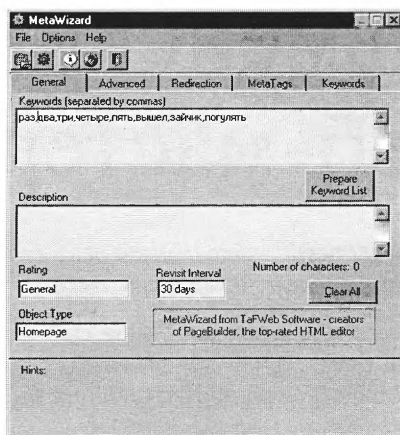 MetaWizard
File Options Help
General Advanced Redirection MetaTags Keywords
Keywords (separated by commas)
раз,два,три,четыре,пять,вышел,зайчик,погулять
Prepare
Keyword List
Description
Number of characters: 0
Rating
Revisit Interval
General
30 days
Clear All
Object Type
Homepage
MetaWizard from TaFWeb Software - creators
of PageBuilder, the top-rated HTML editor
Hints: